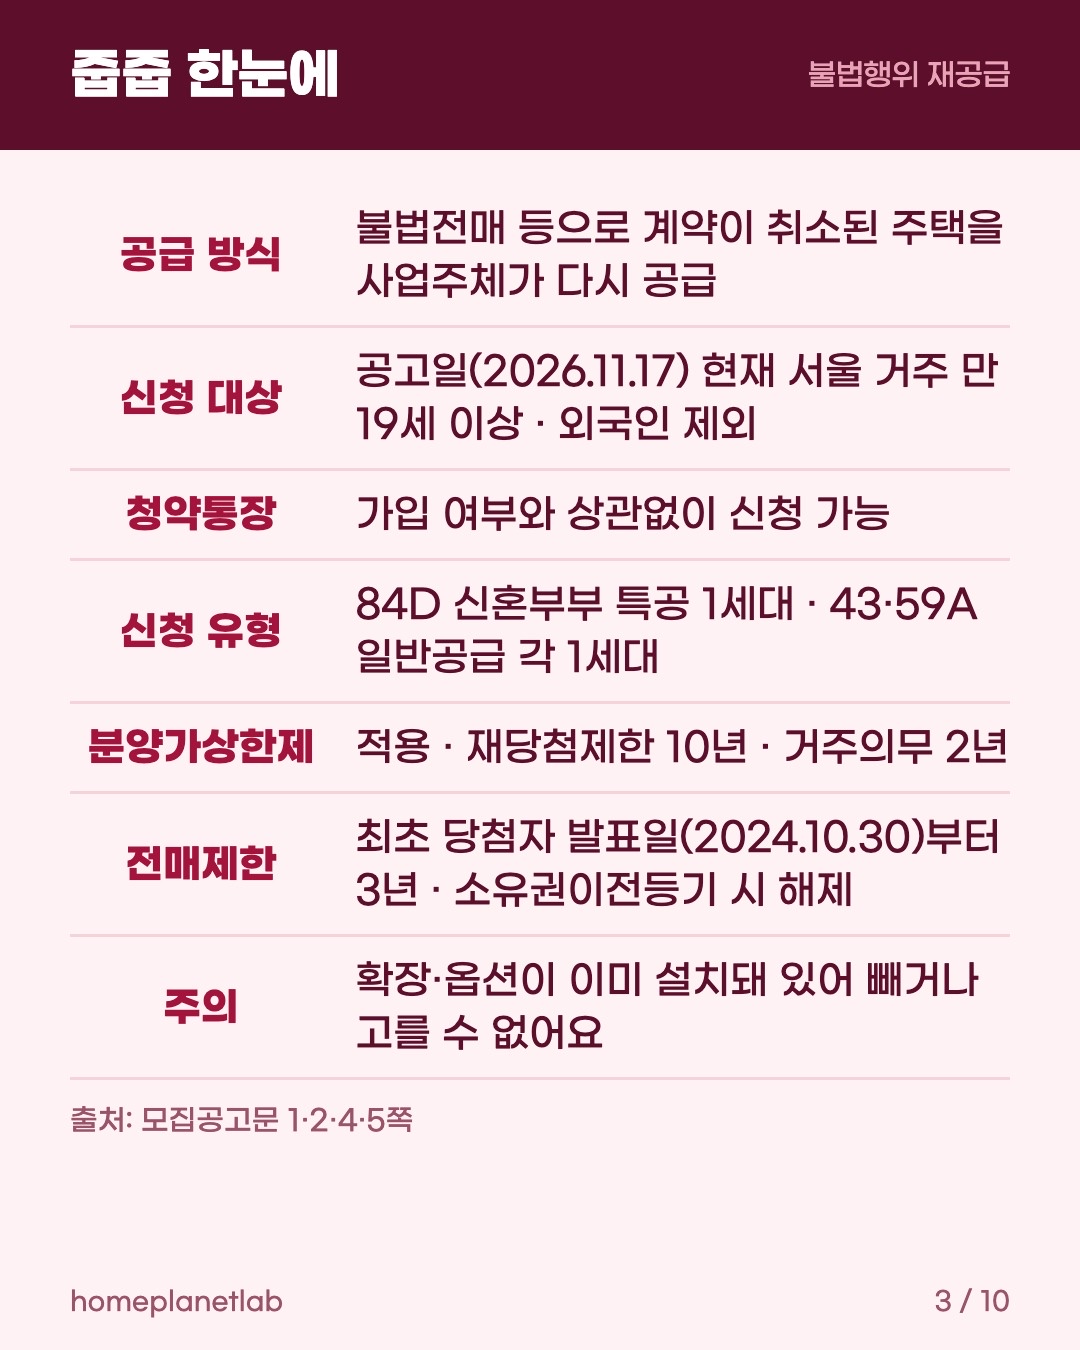 줍줍 한눈에
불법행위 재공급
공급 방식
불법전매 등으로 계약이 취소된 주택을
사업주체가 다시 공급
신청 대상
공고일(2026.11.17) 현재 서울 거주 만
19세 이상 · 외국인 제외
청약통장
가입 여부와 상관없이 신청 가능
신청 유형
84D 신혼부부 특공 1세대 · 43·59A
일반공급 각 1세대
분양가상한제
적용 · 재당첨제한 10년 · 거주의무 2년
전매제한
최초 당첨자 발표일(2024.10.30)부터
3년 · 소유권이전등기 시 해제
주의
확장·옵션이 이미 설치돼 있어 빼거나
고를 수 없어요
출처: 모집공고문 1·2·4·5쪽
homeplanetlab
3 / 10